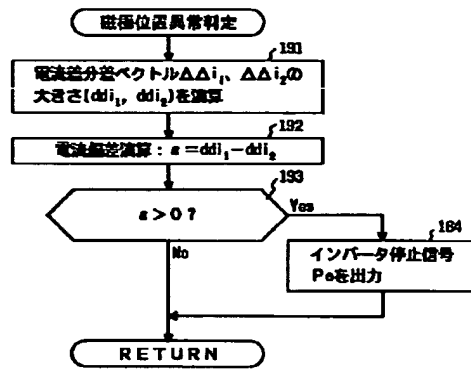 磁極位置異常判定
191
電流差分差ベクトルΔΔi₁、ΔΔi₂の
大きさ(ddi₁, ddi₂)を演算
192
電流偏差演算：ε＝ddi₁−ddi₂
193
ε＞0？
Yes
No
184
インバータ停止信号
Peを出力
RETURN